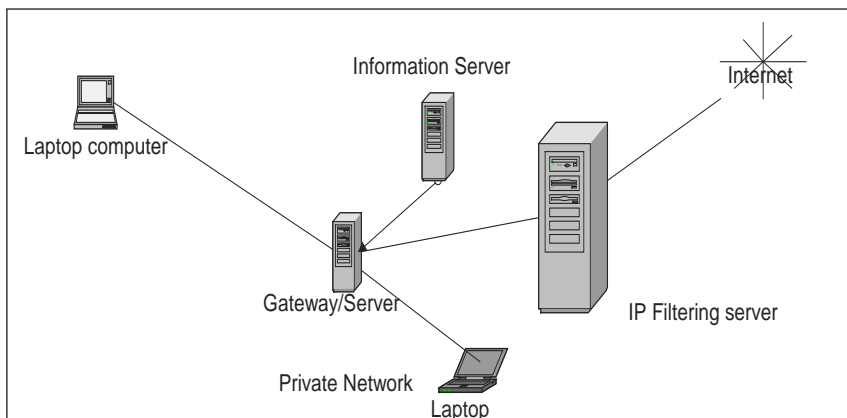 Information Server
Internet
Laptop computer
Gateway/Server
IP Filtering server
Private Network
Laptop